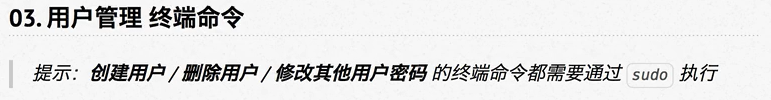 03. 用户管理 终端命令
提示：创建用户 / 删除用户 / 修改其他用户密码 的终端命令都需要通过 sudo 执行